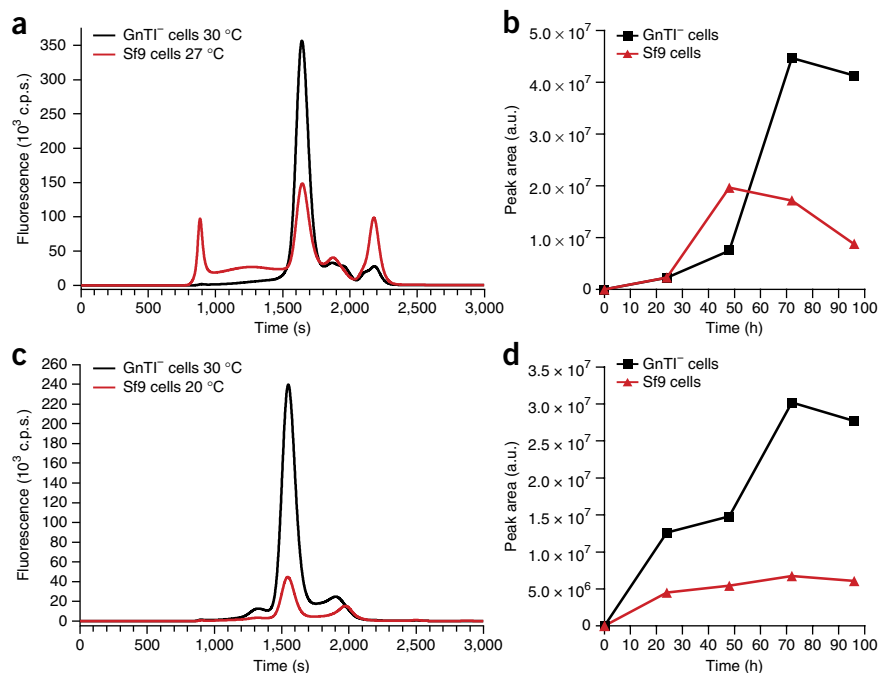 a
GnTI⁻ cells 30 °C
Sf9 cells 27 °C
Fluorescence (10³ c.p.s.)
350
300
250
200
150
100
50
0
0 500 1,000 1,500 2,000 2,500 3,000
Time (s)
b
GnTI⁻ cells
Sf9 cells
Peak area (a.u.)
5.0 × 10⁷
4.0 × 10⁷
3.0 × 10⁷
2.0 × 10⁷
1.0 × 10⁷
0
0 10 20 30 40 50 60 70 80 90 100
Time (h)
c
GnTI⁻ cells 30 °C
Sf9 cells 20 °C
Fluorescence (10³ c.p.s.)
260
240
220
200
180
160
140
120
100
80
60
40
20
0
0 500 1,000 1,500 2,000 2,500 3,000
Time (s)
d
GnTI⁻ cells
Sf9 cells
Peak area (a.u.)
3.5 × 10⁷
3.0 × 10⁷
2.5 × 10⁷
2.0 × 10⁷
1.5 × 10⁷
1.0 × 10⁷
5.0 × 10⁶
0
0 10 20 30 40 50 60 70 80 90 100
Time (h)